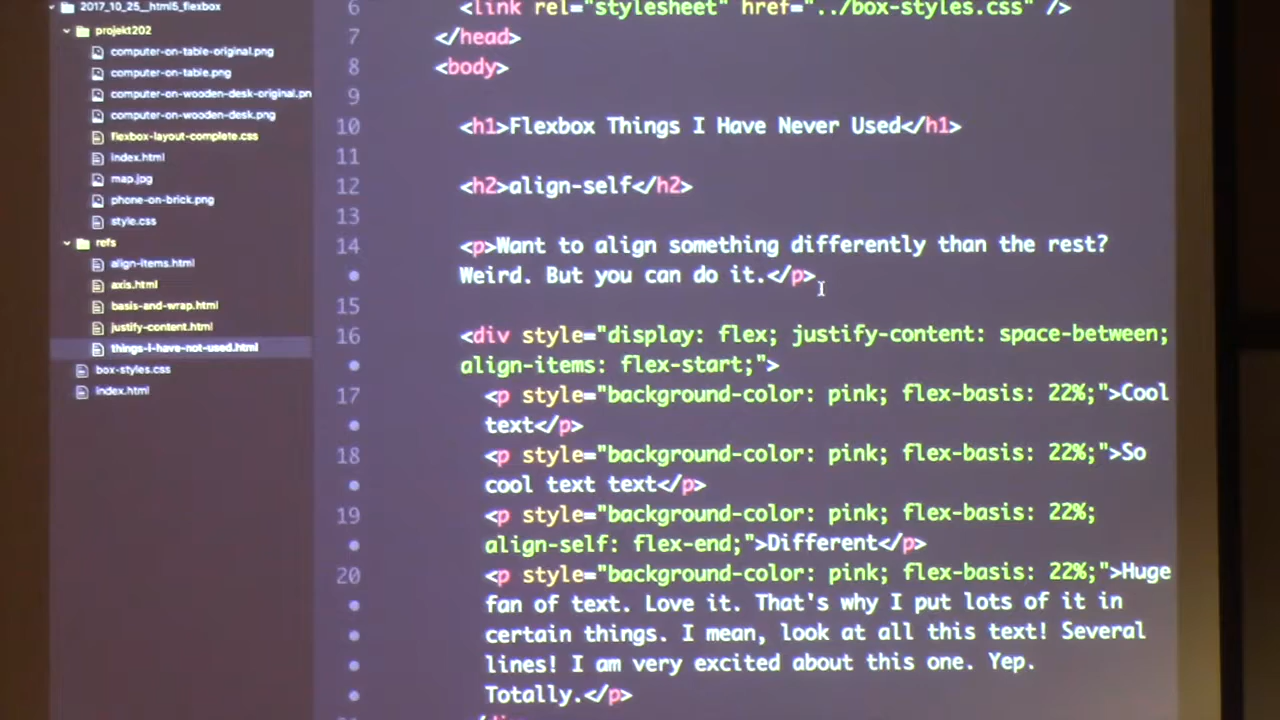 2017_10_25__html5_flexbox
projekt202
computer-on-table-original.png
computer-on-table.png
computer-on-wooden-desk-original.pn
computer-on-wooden-desk.png
flexbox-layout-complete.css
index.html
map.jpg
phone-on-brick.png
style.css
refs
align-items.html
axis.html
basis-and-wrap.html
justify-content.html
things-i-have-not-used.html
box-styles.css
index.html
6 <link rel="stylesheet" href="../box-styles.css" />
7 </head>
8 <body>
9
10 <h1>Flexbox Things I Have Never Used</h1>
11
12 <h2>align-self</h2>
13
14 <p>Want to align something differently than the rest?
• Weird. But you can do it.</p>
15
16 <div style="display: flex; justify-content: space-between;
• align-items: flex-start;">
17 <p style="background-color: pink; flex-basis: 22%;">Cool
• text</p>
18 <p style="background-color: pink; flex-basis: 22%;">So
• cool text text</p>
19 <p style="background-color: pink; flex-basis: 22%;
• align-self: flex-end;">Different</p>
20 <p style="background-color: pink; flex-basis: 22%;">Huge
• fan of text. Love it. That's why I put lots of it in
• certain things. I mean, look at all this text! Several
• lines! I am very excited about this one. Yep.
• Totally.</p>